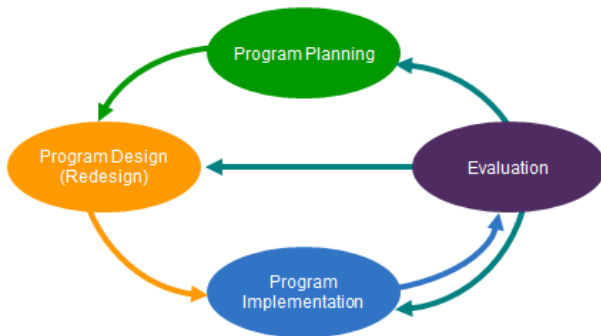 Program Planning
Program Design
(Redesign)
Evaluation
Program
Implementation